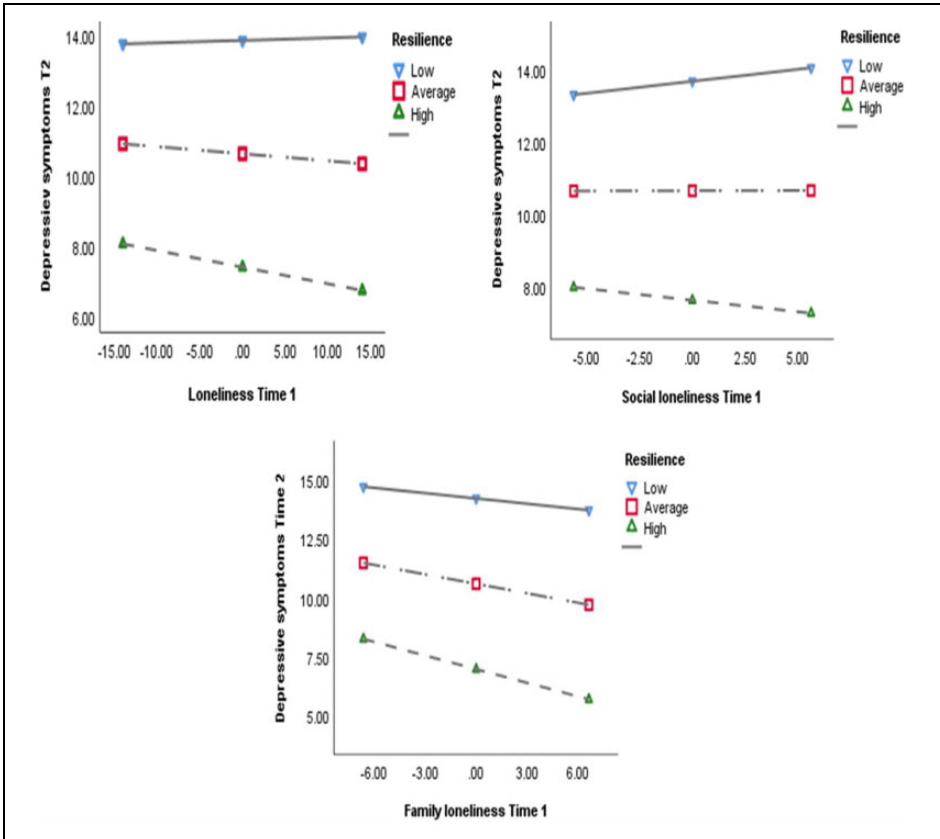 14.00
12.00
10.00
8.00
6.00
Depressiev symptoms T2
-15.00 -10.00 -5.00 .00 5.00 10.00 15.00
Loneliness Time 1
Resilience
Low
Average
High
14.00
12.00
10.00
8.00
Depressive symptoms T2
-5.00 -2.50 .00 2.50 5.00
Social loneliness Time 1
Resilience
Low
Average
High
15.00
12.50
10.00
7.50
5.00
Depressive symptoms Time 2
-6.00 -3.00 .00 3.00 6.00
Family loneliness Time 1
Resilience
Low
Average
High